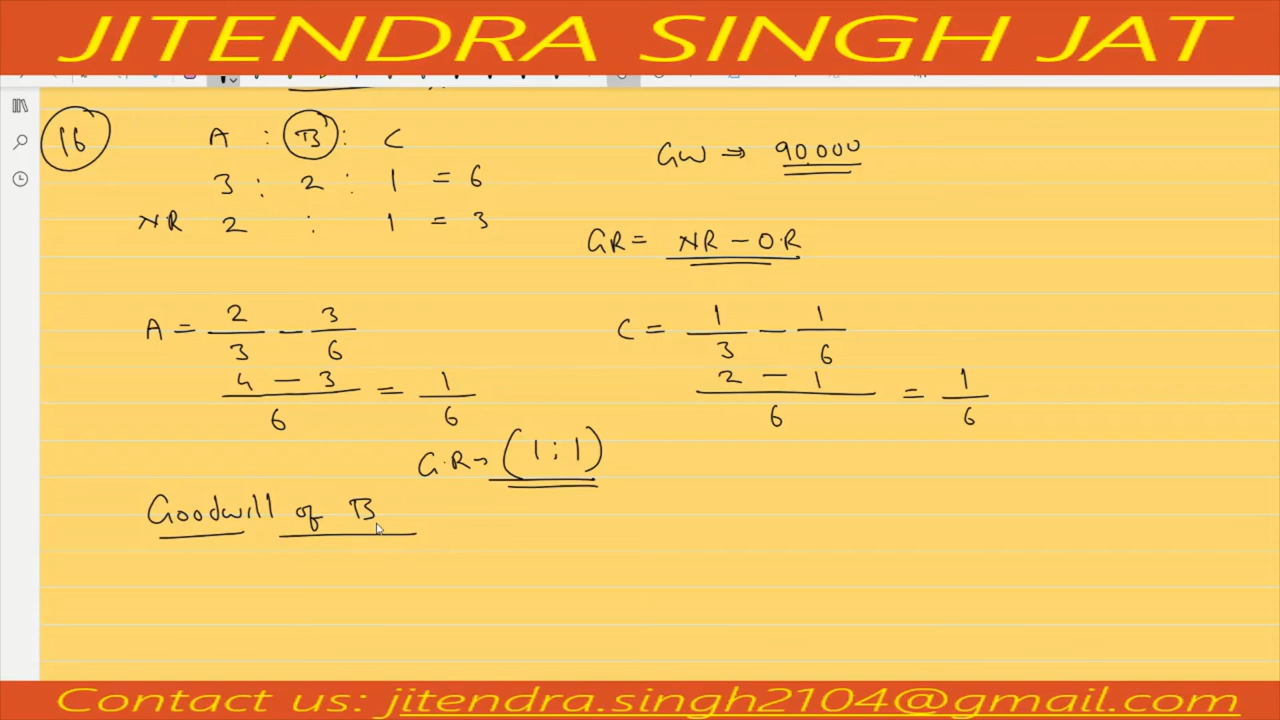 JITENDRA SINGH JAT
16 A : B : C
GW ⇒ 90,000
3 : 2 : 1 = 6
NR 2 : 1 = 3
GR = NR - O.R
A = 2/3 - 3/6
C = 1/3 - 1/6
4 - 3 / 6 = 1/6
2 - 1 / 6 = 1/6
G.R- (1:1)
Goodwill of B
Contact us: jitendra.singh2104@gmail.com